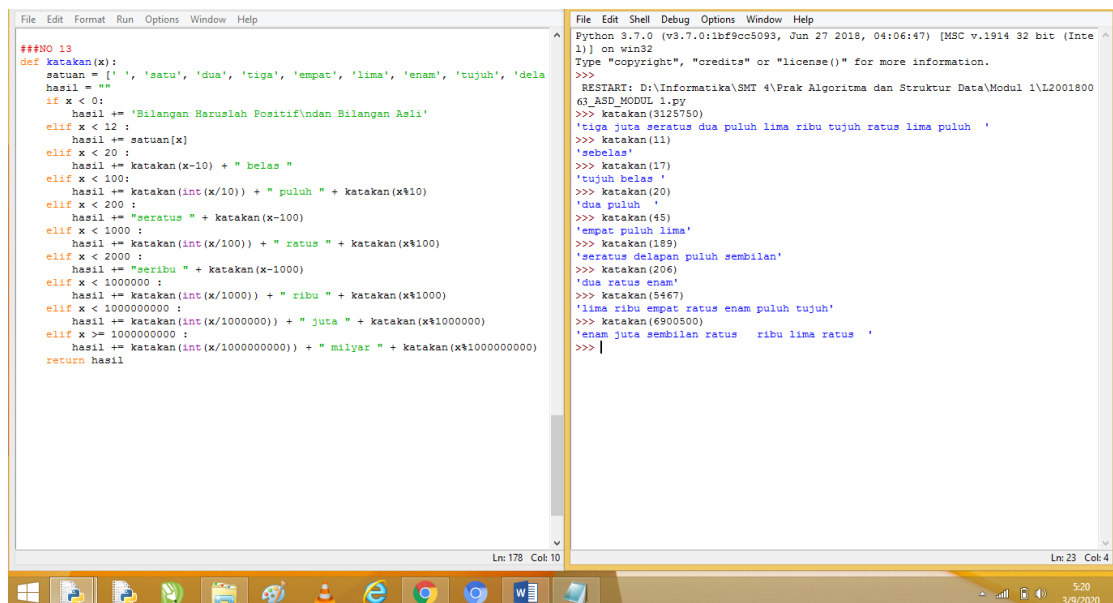 File Edit Format Run Options Window Help
###NO 13
def katakan(x):
    satuan = [' ', 'satu', 'dua', 'tiga', 'empat', 'lima', 'enam', 'tujuh', 'dela
    hasil = ""
    if x < 0:
        hasil += 'Bilangan Haruslah Positif\ndan Bilangan Asli'
    elif x < 12 :
        hasil += satuan[x]
    elif x < 20 :
        hasil += katakan(x-10) + " belas "
    elif x < 100:
        hasil += katakan(int(x/10)) + " puluh " + katakan(x%10)
    elif x < 200 :
        hasil += "seratus " + katakan(x-100)
    elif x < 1000 :
        hasil += katakan(int(x/100)) + " ratus " + katakan(x%100)
    elif x < 2000 :
        hasil += "seribu " + katakan(x-1000)
    elif x < 1000000 :
        hasil += katakan(int(x/1000)) + " ribu " + katakan(x%1000)
    elif x < 1000000000 :
        hasil += katakan(int(x/1000000)) + " juta " + katakan(x%1000000)
    elif x >= 1000000000 :
        hasil += katakan(int(x/1000000000)) + " milyar " + katakan(x%1000000000)
    return hasil
Ln: 178 Col: 10
File Edit Shell Debug Options Window Help
Python 3.7.0 (v3.7.0:1bf9cc5093, Jun 27 2018, 04:06:47) [MSC v.1914 32 bit (Inte
l)] on win32
Type "copyright", "credits" or "license()" for more information.
>>>
 RESTART: D:\Informatika\SMT 4\Prak Algoritma dan Struktur Data\Modul 1\L2001800
63_ASD_MODUL 1.py
>>> katakan(3125750)
'tiga juta seratus dua puluh lima ribu tujuh ratus lima puluh  '
>>> katakan(11)
'sebelas'
>>> katakan(17)
'tujuh belas '
>>> katakan(20)
'dua puluh  '
>>> katakan(45)
'empat puluh lima'
>>> katakan(189)
'seratus delapan puluh sembilan'
>>> katakan(206)
'dua ratus enam'
>>> katakan(5467)
'lima ribu empat ratus enam puluh tujuh'
>>> katakan(6900500)
'enam juta sembilan ratus   ribu lima ratus  '
>>>
Ln: 23 Col: 4
5:20
3/9/2020